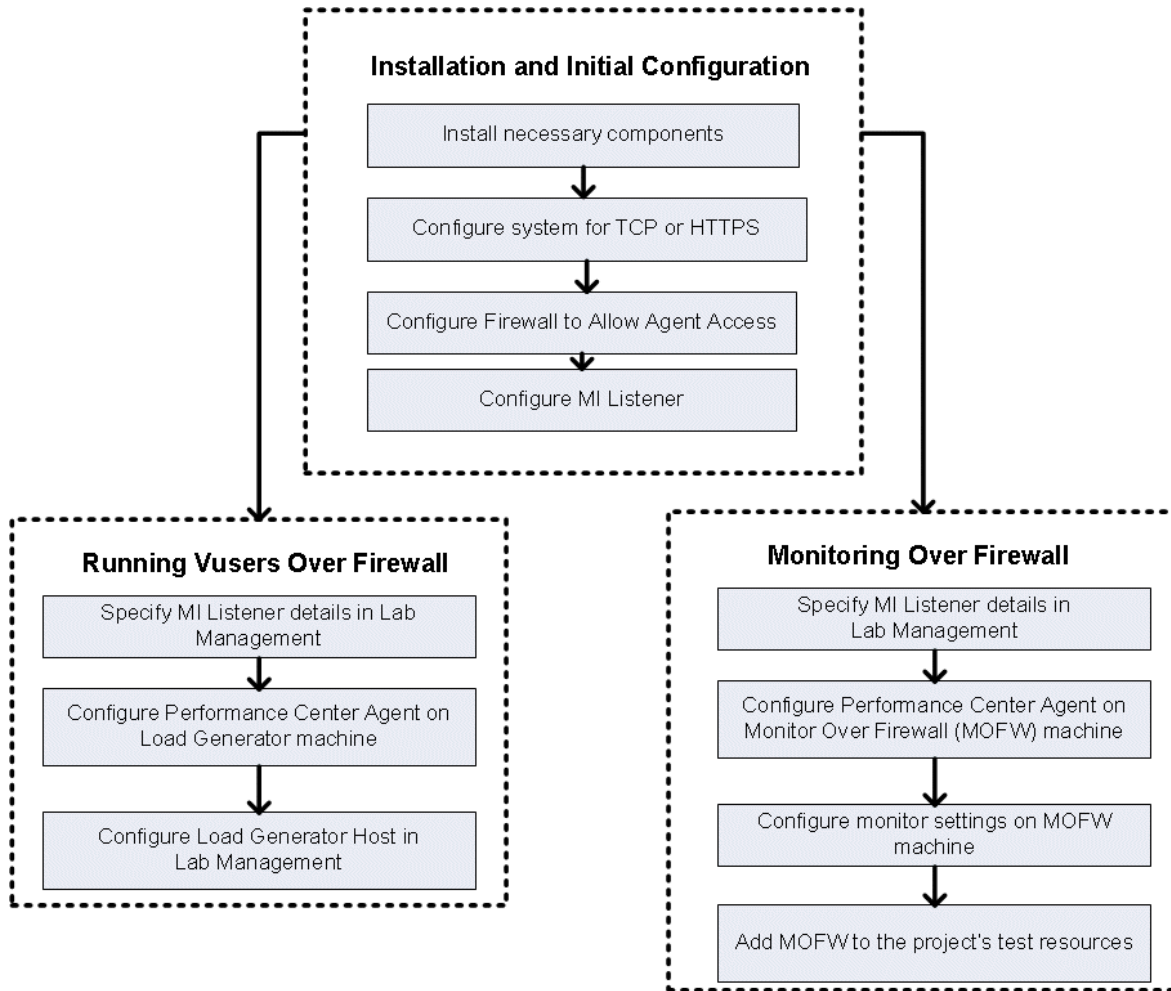 Installation and Initial Configuration
Install necessary components
Configure system for TCP or HTTPS
Configure Firewall to Allow Agent Access
Configure MI Listener
Running Vusers Over Firewall
Specify MI Listener details in Lab
Management
Configure Performance Center Agent on
Load Generator machine
Configure Load Generator Host in
Lab Management
Monitoring Over Firewall
Specify MI Listener details in
Lab Management
Configure Performance Center Agent on
Monitor Over Firewall (MOFW) machine
Configure monitor settings on MOFW
machine
Add MOFW to the project's test resources